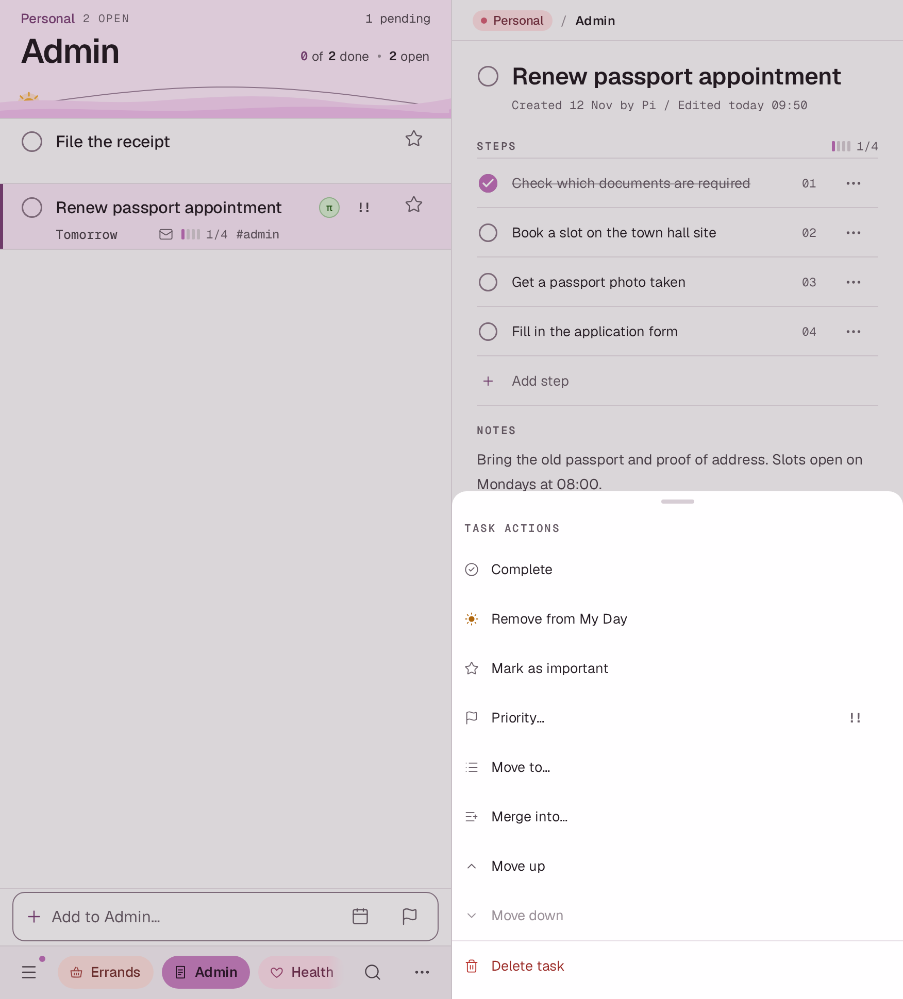 Personal 2 OPEN
1 pending
Admin
0 of 2 done • 2 open
File the receipt
Renew passport appointment
π
!!
Tomorrow
1/4 #admin
Add to Admin…
Errands
Admin
Health
Personal / Admin
Renew passport appointment
Created 12 Nov by Pi / Edited today 09:50
STEPS
1/4
Check which documents are required 01
Book a slot on the town hall site 02
Get a passport photo taken 03
Fill in the application form 04
+ Add step
NOTES
Bring the old passport and proof of address. Slots open on
Mondays at 08:00.
TASK ACTIONS
Complete
Remove from My Day
Mark as important
Priority… !!
Move to…
Merge into…
Move up
Move down
Delete task